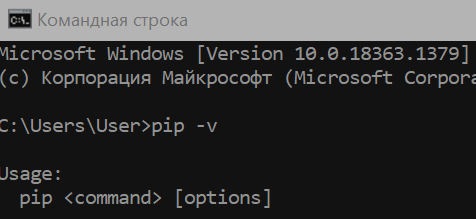 Командная строка
Microsoft Windows [Version 10.0.18363.1379]
(c) Корпорация Майкрософт (Microsoft Corpora
C:\Users\User>pip -v
Usage:
pip <command> [options]